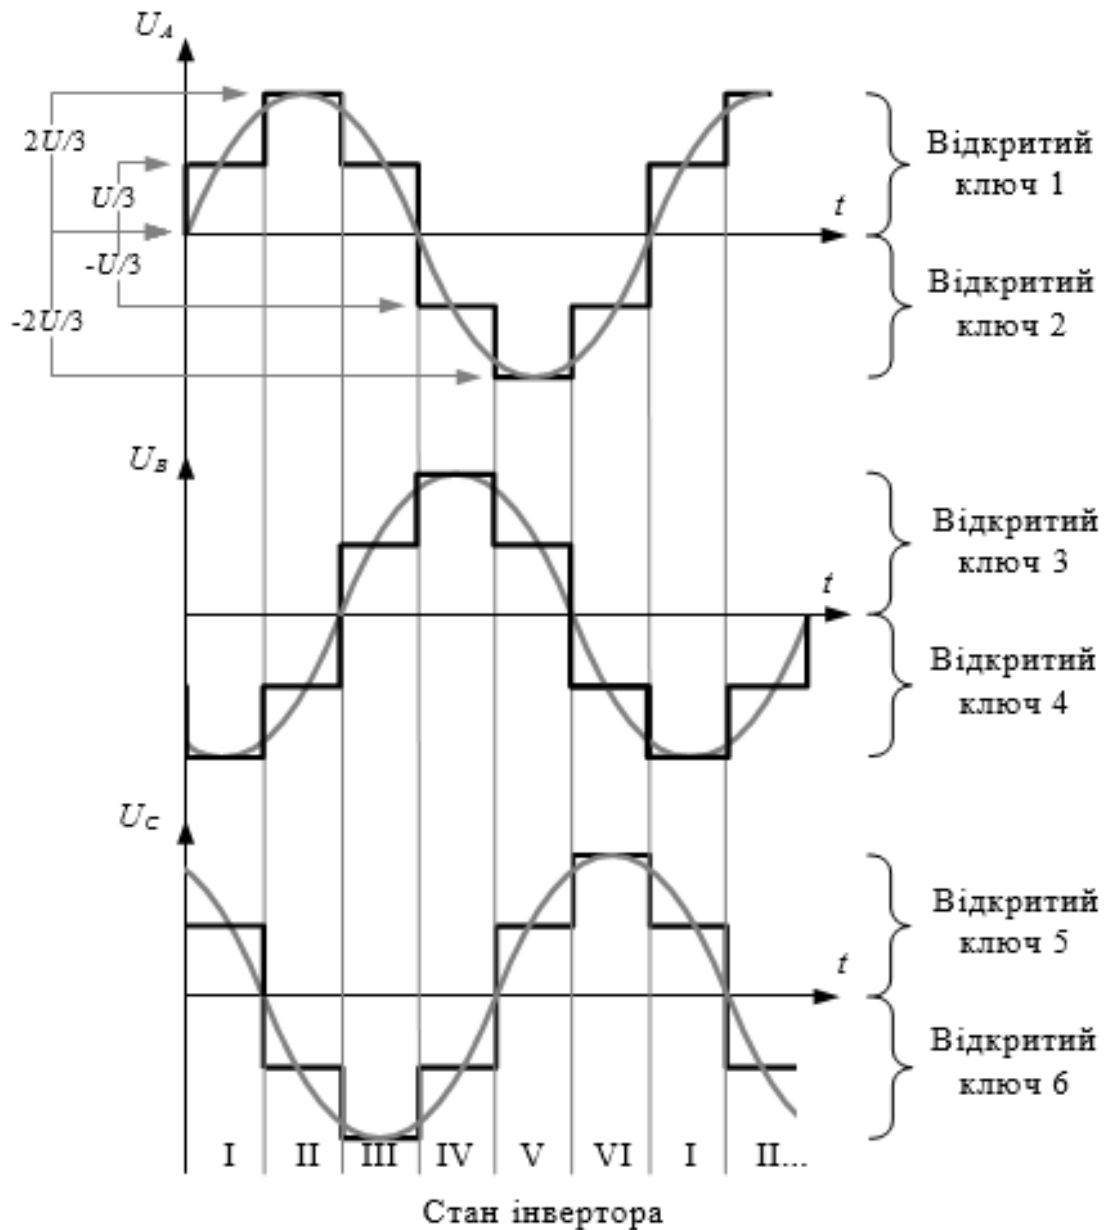 U_A
2U/3
U/3
-U/3
-2U/3
t
Відкритий
ключ 1
Відкритий
ключ 2
U_B
t
Відкритий
ключ 3
Відкритий
ключ 4
U_C
t
Відкритий
ключ 5
Відкритий
ключ 6
I II III IV V VI I II...
Стан інвертора